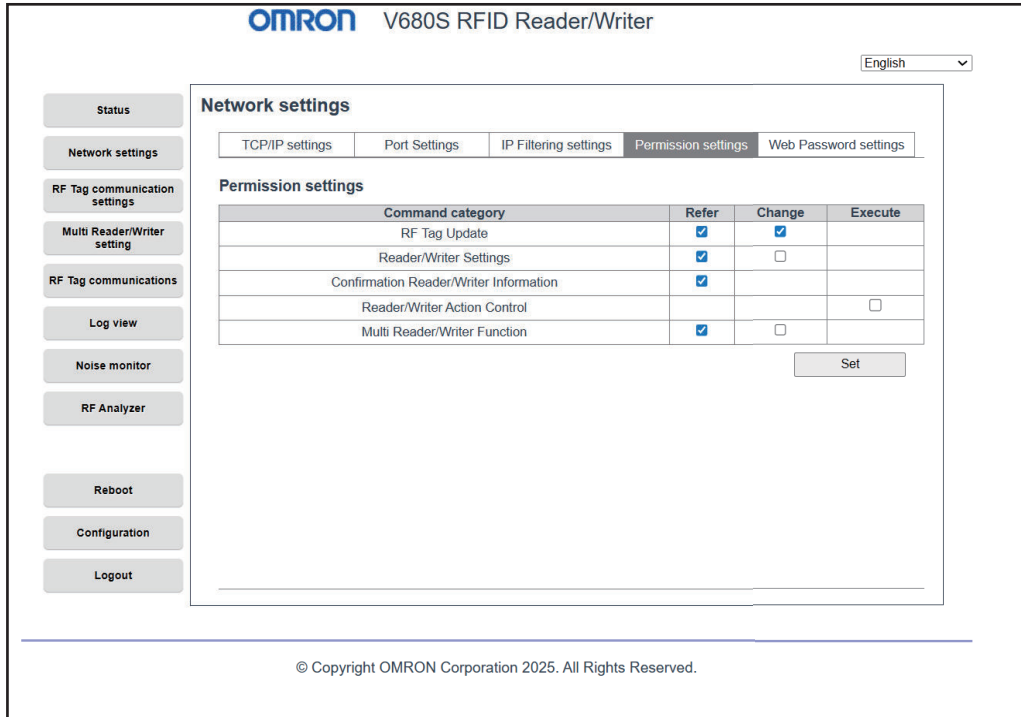 OMRON V680S RFID Reader/Writer
English
Status
Network settings
RF Tag communication
settings
Multi Reader/Writer
setting
RF Tag communications
Log view
Noise monitor
RF Analyzer
Reboot
Configuration
Logout
Network settings
TCP/IP settings Port Settings IP Filtering settings Permission settings Web Password settings
Permission settings
Command category Refer Change Execute
RF Tag Update
Reader/Writer Settings
Confirmation Reader/Writer Information
Reader/Writer Action Control
Multi Reader/Writer Function
Set
© Copyright OMRON Corporation 2025. All Rights Reserved.